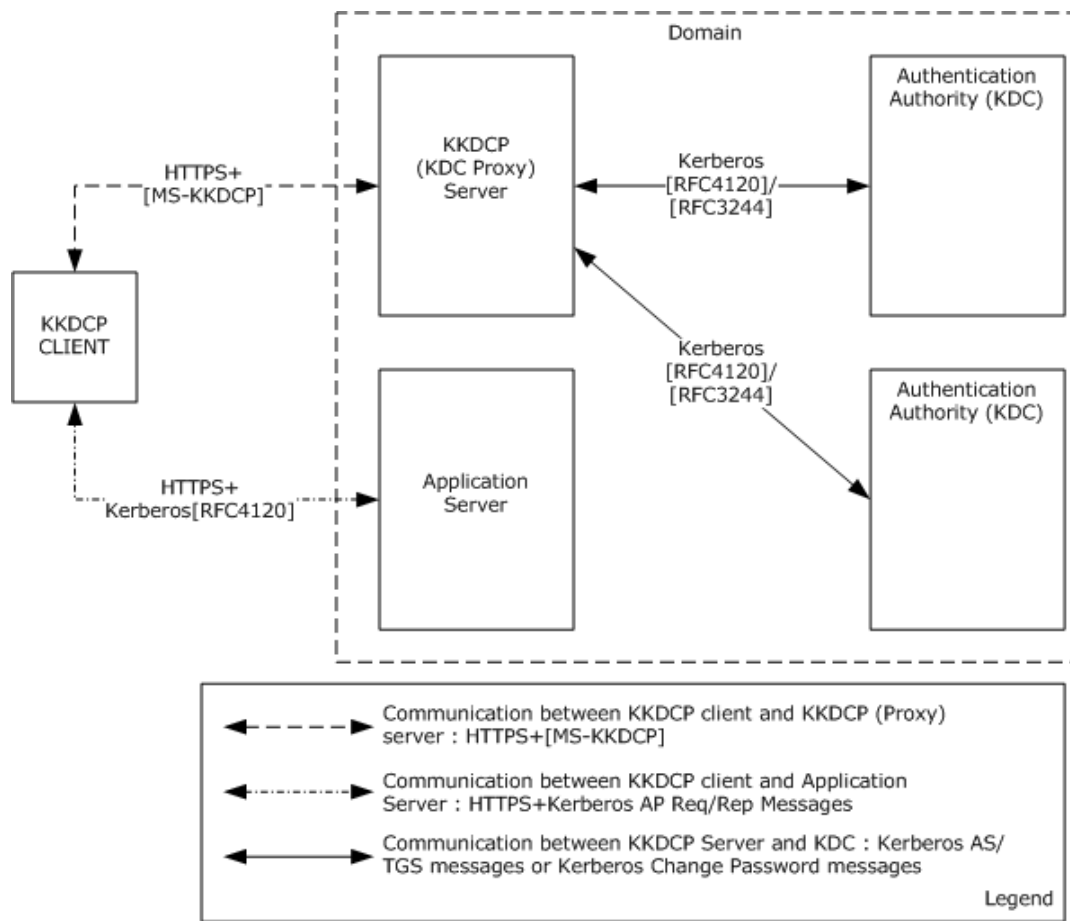 Domain
KKDCP
(KDC Proxy)
Server
Authentication
Authority (KDC)
HTTPS+
[MS-KKDCP]
Kerberos
[RFC4120]/
[RFC3244]
KKDCP
CLIENT
Kerberos
[RFC4120]/
[RFC3244]
Application
Server
Authentication
Authority (KDC)
HTTPS+
Kerberos[RFC4120]
Communication between KKDCP client and KKDCP (Proxy)
server : HTTPS+[MS-KKDCP]
Communication between KKDCP client and Application
Server : HTTPS+Kerberos AP Req/Rep Messages
Communication between KKDCP Server and KDC : Kerberos AS/
TGS messages or Kerberos Change Password messages
Legend